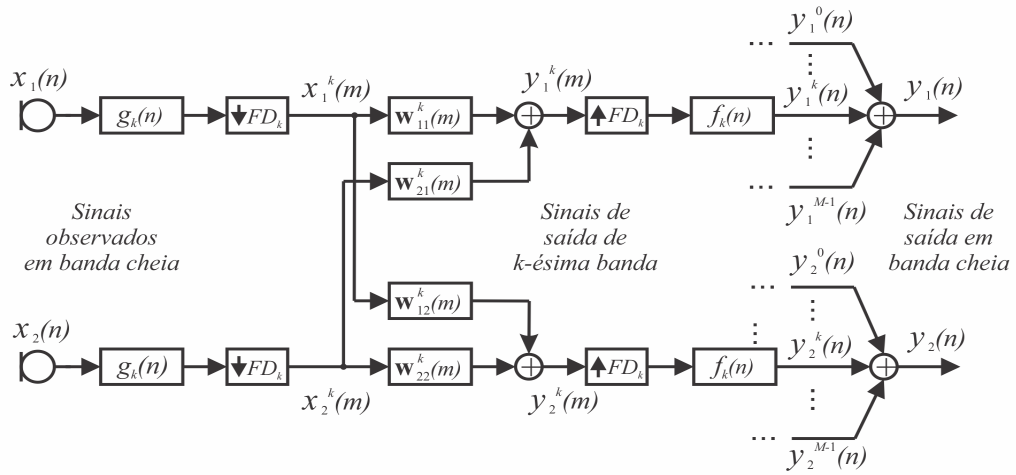 y₁⁰(n)
x₁(n) x₁ᵏ(m) y₁ᵏ(m) y₁ᵏ(n) y₁(n)
gₖ(n) ↓FDₖ w₁₁ᵏ(m) + ↑FDₖ fₖ(n) +
w₂₁ᵏ(m)
y₁ᴹ⁻¹(n)
Sinais
observados
em banda cheia
Sinais de
saída de
k-ésima banda
Sinais de
saída em
banda cheia
y₂⁰(n)
w₁₂ᵏ(m)
x₂(n) y₂ᵏ(n) y₂(n)
gₖ(n) ↓FDₖ w₂₂ᵏ(m) + ↑FDₖ fₖ(n) +
x₂ᵏ(m) y₂ᵏ(m)
y₂ᴹ⁻¹(n)